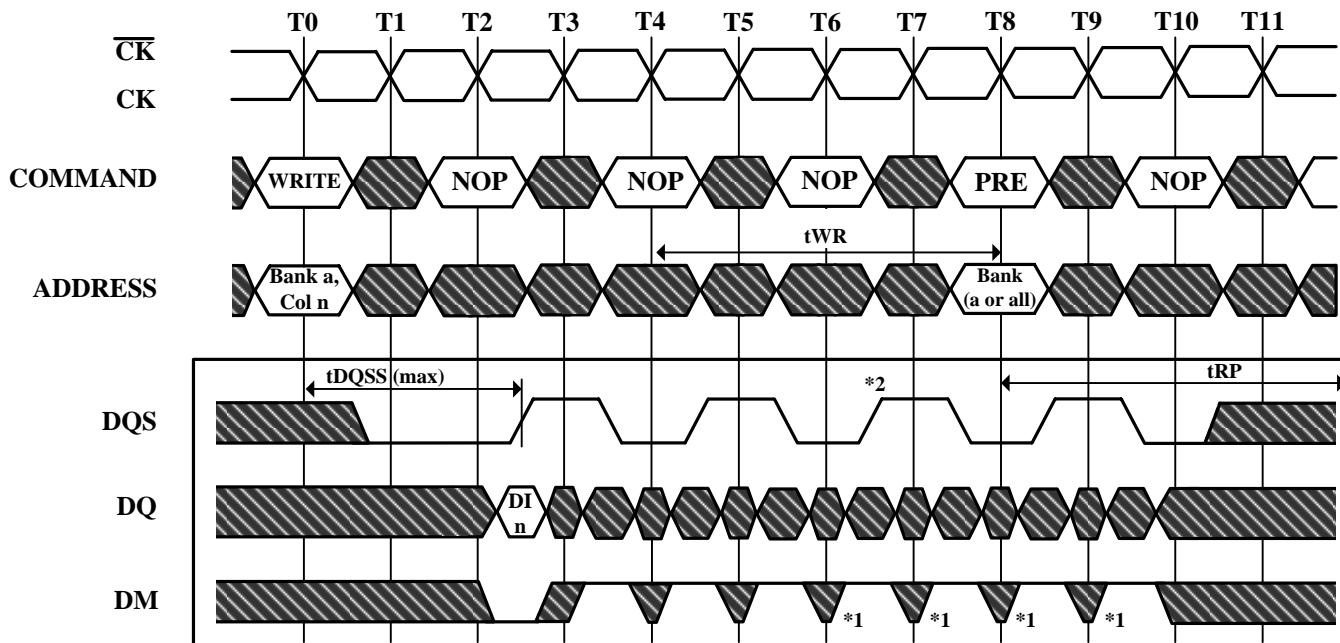 T0 T1 T2 T3 T4 T5 T6 T7 T8 T9 T10 T11
CK
CK
COMMAND WRITE NOP NOP NOP PRE NOP
tWR
ADDRESS Bank a, Col n Bank (a or all)
tDQSS (max) tRP
*2
DQS
DQ DI n
DM
*1 *1 *1 *1